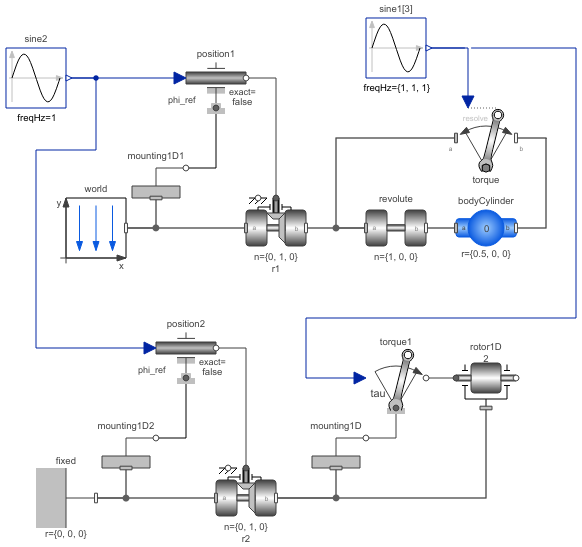 sine2
freqHz=1
position1
phi_ref
exact=
false
mounting1D1
world
y
x
a
b
n={0, 1, 0}
r1
sine1[3]
freqHz={1, 1, 1}
resolve
a
b
torque
revolute
a
b
n={1, 0, 0}
bodyCylinder
a
0
b
r={0.5, 0, 0}
position2
phi_ref
exact=
false
mounting1D2
fixed
r={0, 0, 0}
a
b
n={0, 1, 0}
r2
torque1
tau
mounting1D
rotor1D
2